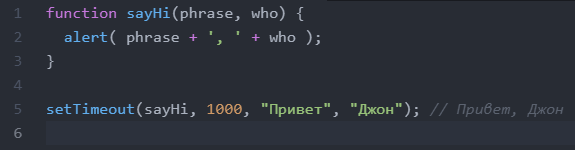 1 function sayHi(phrase, who) {
2   alert( phrase + ', ' + who );
3 }
4
5 setTimeout(sayHi, 1000, "Привет", "Джон"); // Привет, Джон
6